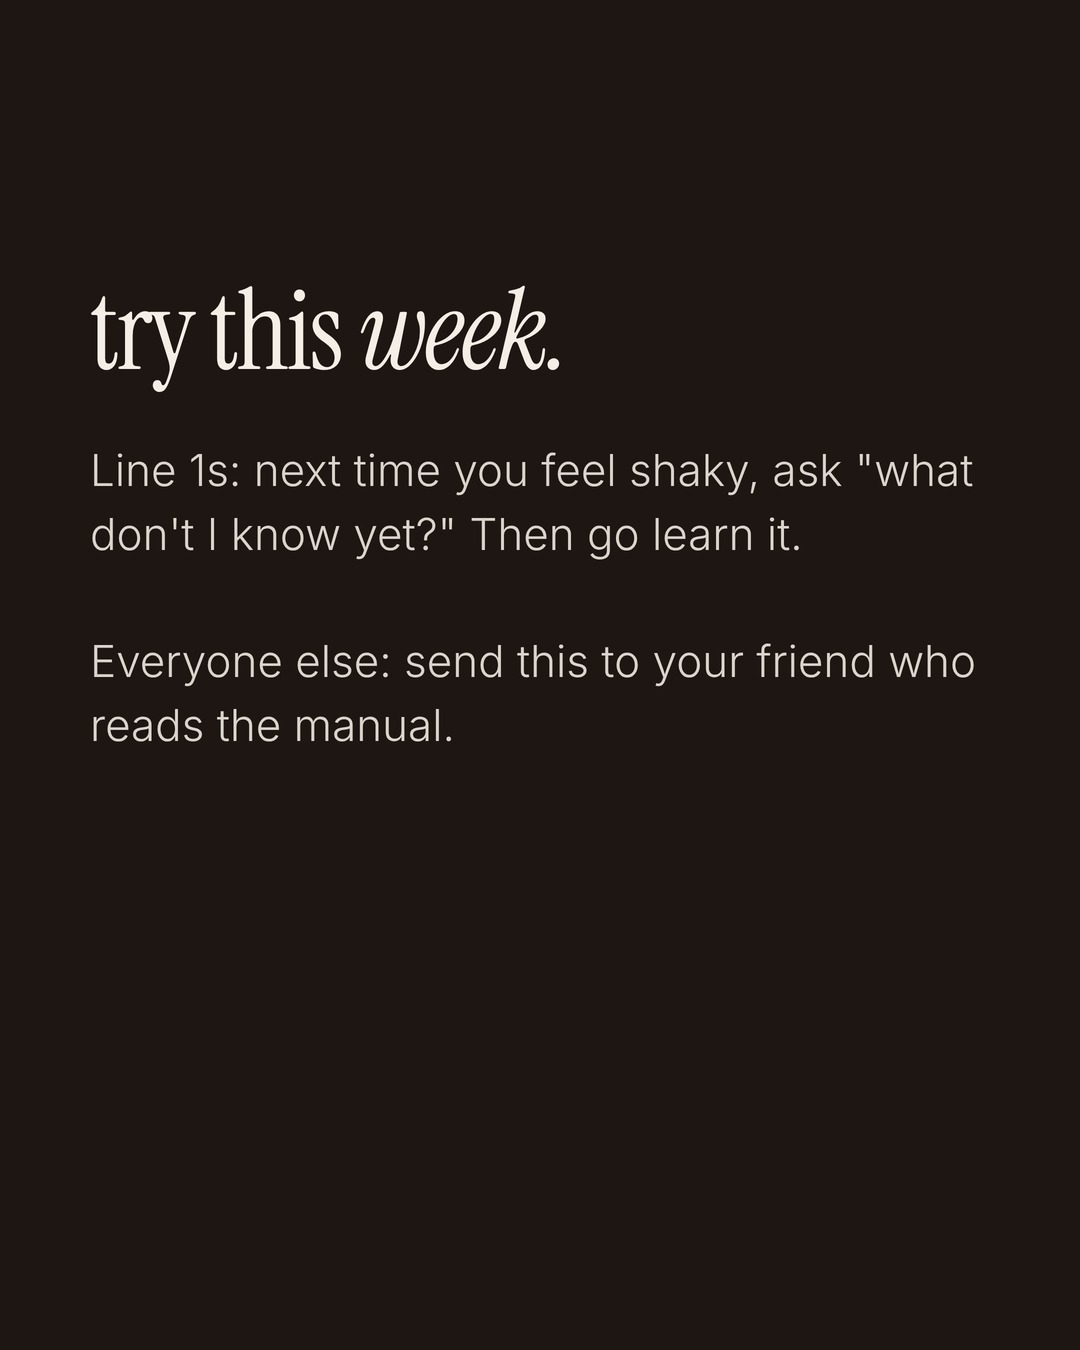 try this week.
Line 1s: next time you feel shaky, ask "what
don't I know yet?" Then go learn it.
Everyone else: send this to your friend who
reads the manual.